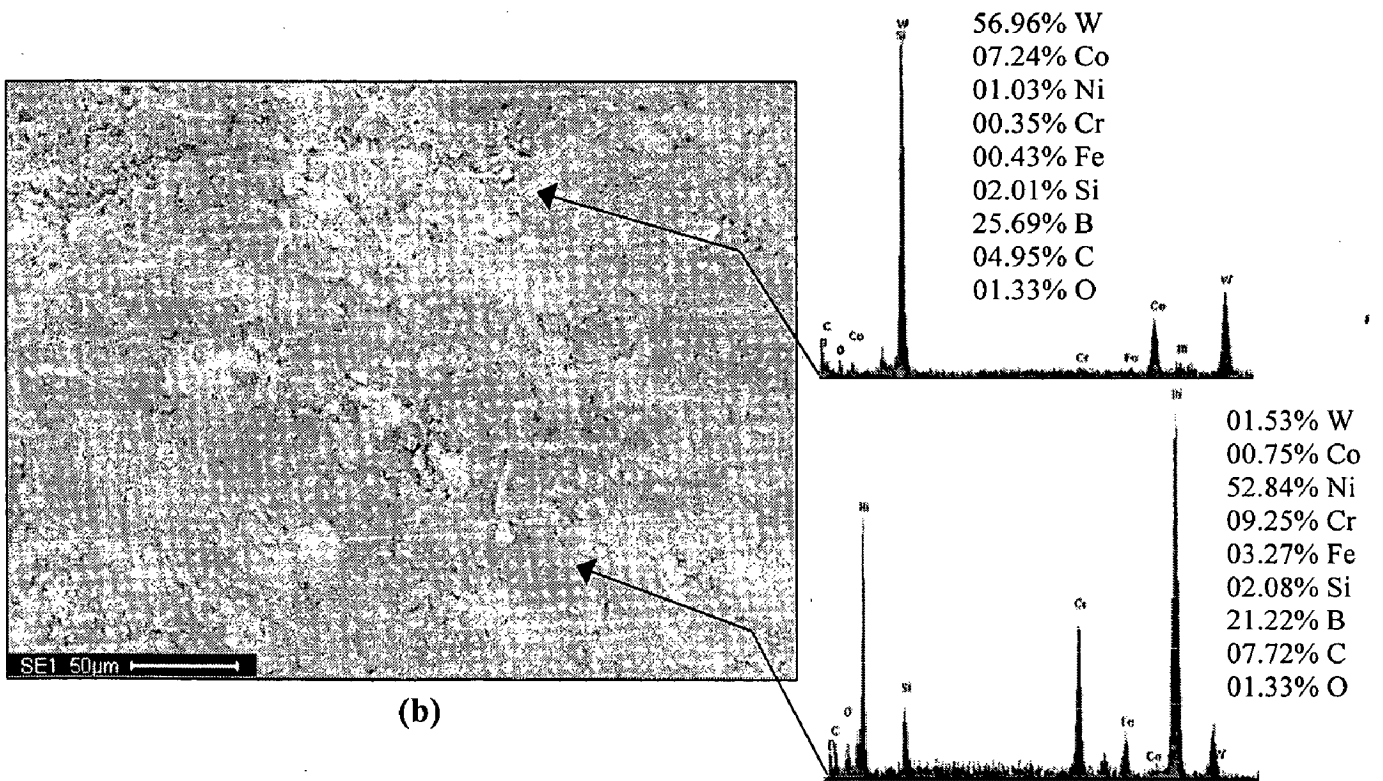 56.96% W
07.24% Co
01.03% Ni
00.35% Cr
00.43% Fe
02.01% Si
25.69% B
04.95% C
01.33% O
W
Si
C
O
Co
Cr
Fe
Co
W
SE1 50µm
(b)
01.53% W
00.75% Co
52.84% Ni
09.25% Cr
03.27% Fe
02.08% Si
21.22% B
07.72% C
01.33% O
C
O
Si
Cr
Fe
Co